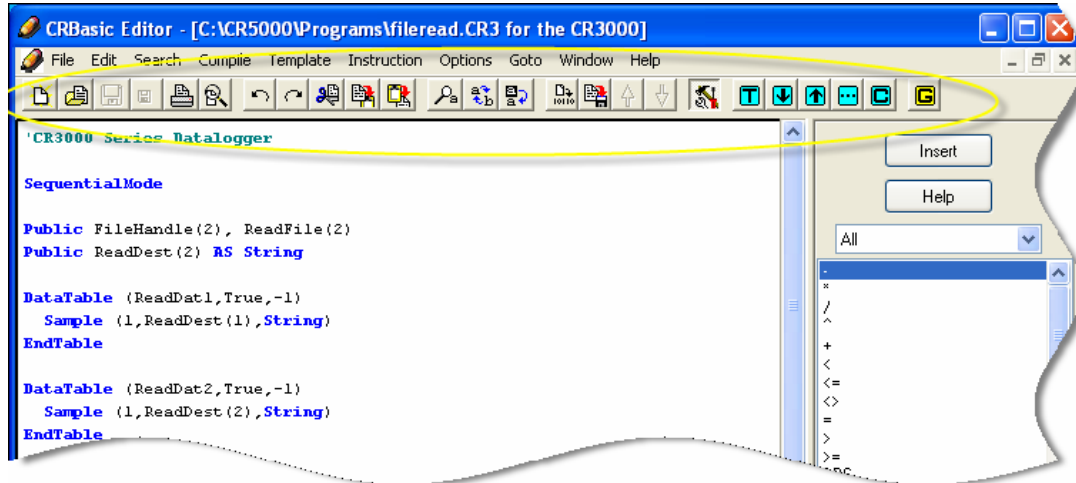 CRBasic Editor - [C:\CR5000\Programs\fileread.CR3 for the CR3000]
File Edit Search Compile Template Instruction Options Goto Window Help
T C G
'CR3000 Series Datalogger
SequentialMode
Public FileHandle(2), ReadFile(2)
Public ReadDest(2) AS String
DataTable (ReadDat1,True,-1)
Sample (1,ReadDest(1),String)
EndTable
DataTable (ReadDat2,True,-1)
Sample (1,ReadDest(2),String)
EndTable
Insert
Help
All
-
*
/
^
+
<
<=
<>
=
>
>=